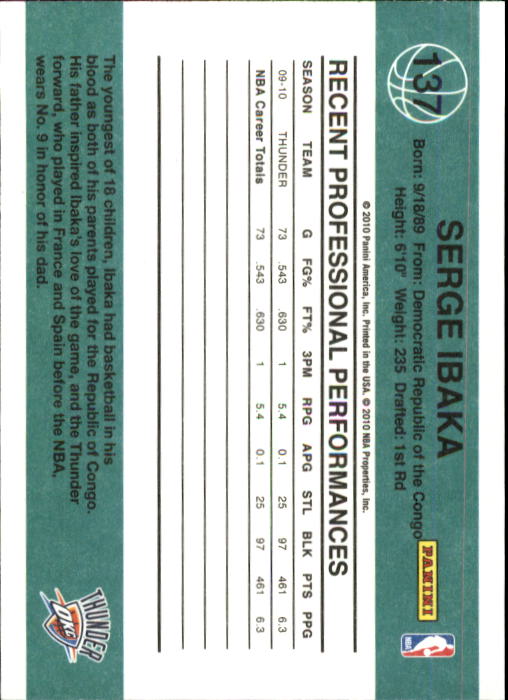 137
SERGE IBAKA
Born: 9/18/89 From: Democratic Republic of the Congo
Height: 6'10" Weight: 235 Drafted: 1st Rd
PANINI
NBA
© 2010 Panini America, Inc. Printed in the USA. © 2010 NBA Properties, Inc.
RECENT PROFESSIONAL PERFORMANCES
SEASON TEAM G FG% FT% 3PM RPG APG STL BLK PTS PPG
09-10 THUNDER 73 .543 .630 1 5.4 0.1 25 97 461 6.3
NBA Career Totals 73 .543 .630 1 5.4 0.1 25 97 461 6.3
The youngest of 18 children, Ibaka had basketball in his
blood as both of his parents played for the Republic of Congo.
His father inspired Ibaka's love of the game, and the Thunder
forward, who played in France and Spain before the NBA,
wears No. 9 in honor of his dad.
THUNDER
OKC